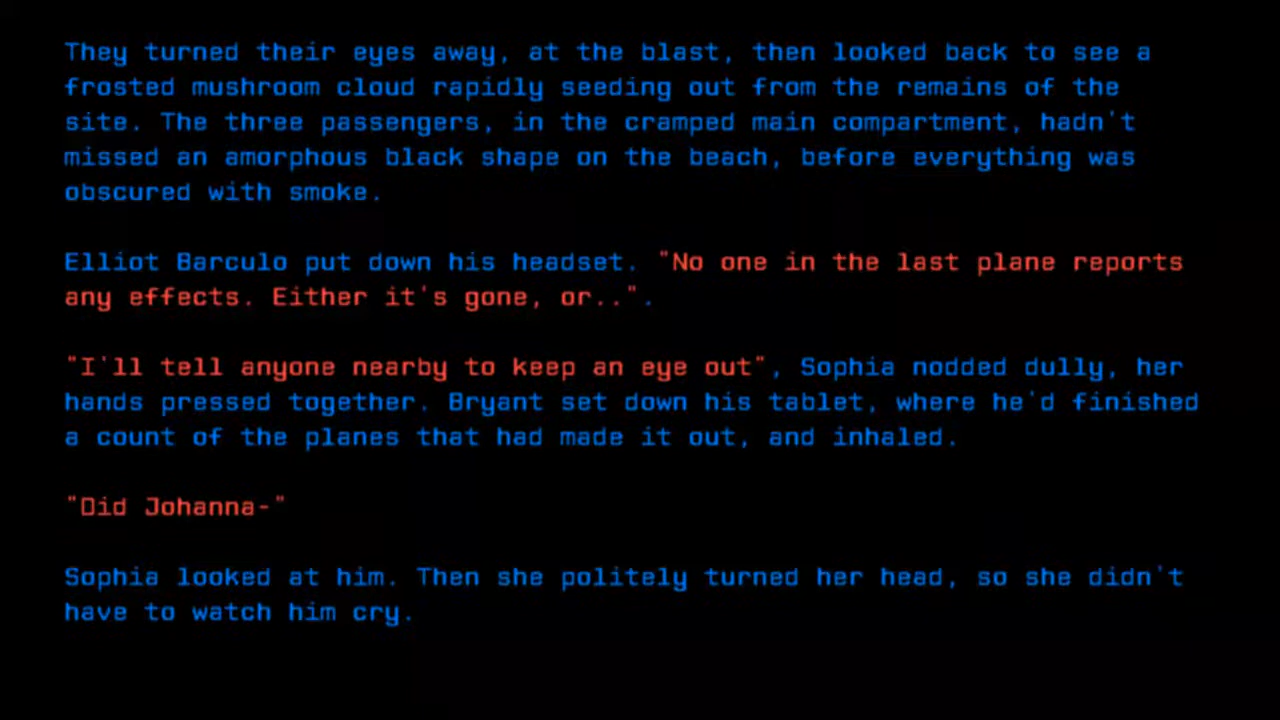 They turned their eyes away, at the blast, then looked back to see a
frosted mushroom cloud rapidly seeding out from the remains of the
site. The three passengers, in the cramped main compartment, hadn't
missed an amorphous black shape on the beach, before everything was
obscured with smoke.
Elliot Barculo put down his headset. "No one in the last plane reports
any effects. Either it's gone, or..".
"I'll tell anyone nearby to keep an eye out", Sophia nodded dully, her
hands pressed together. Bryant set down his tablet, where he'd finished
a count of the planes that had made it out, and inhaled.
"Did Johanna-"
Sophia looked at him. Then she politely turned her head, so she didn't
have to watch him cry.